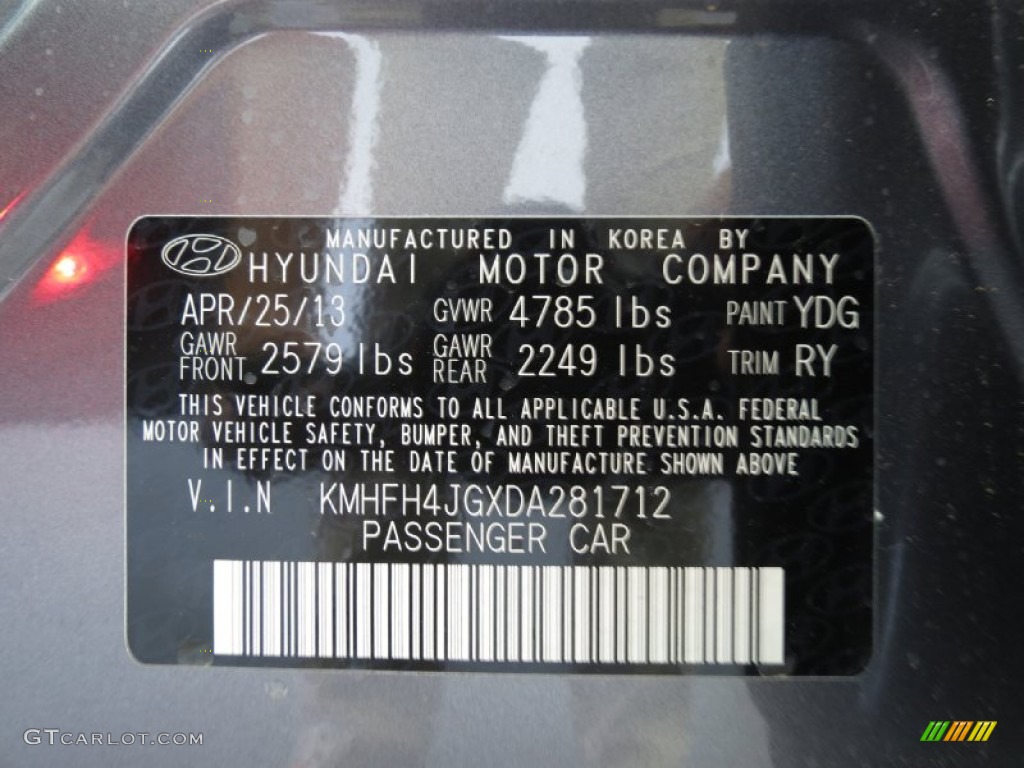 MANUFACTURED IN KOREA BY
HYUNDAI MOTOR COMPANY
APR/25/13 GVWR 4785 lbs PAINT YDG
GAWR FRONT 2579 lbs GAWR REAR 2249 lbs TRIM RY
THIS VEHICLE CONFORMS TO ALL APPLICABLE U.S.A. FEDERAL
MOTOR VEHICLE SAFETY, BUMPER, AND THEFT PREVENTION STANDARDS
IN EFFECT ON THE DATE OF MANUFACTURE SHOWN ABOVE
V.I.N KMHFH4JGXDA281712
PASSENGER CAR
GTCARLOT.COM